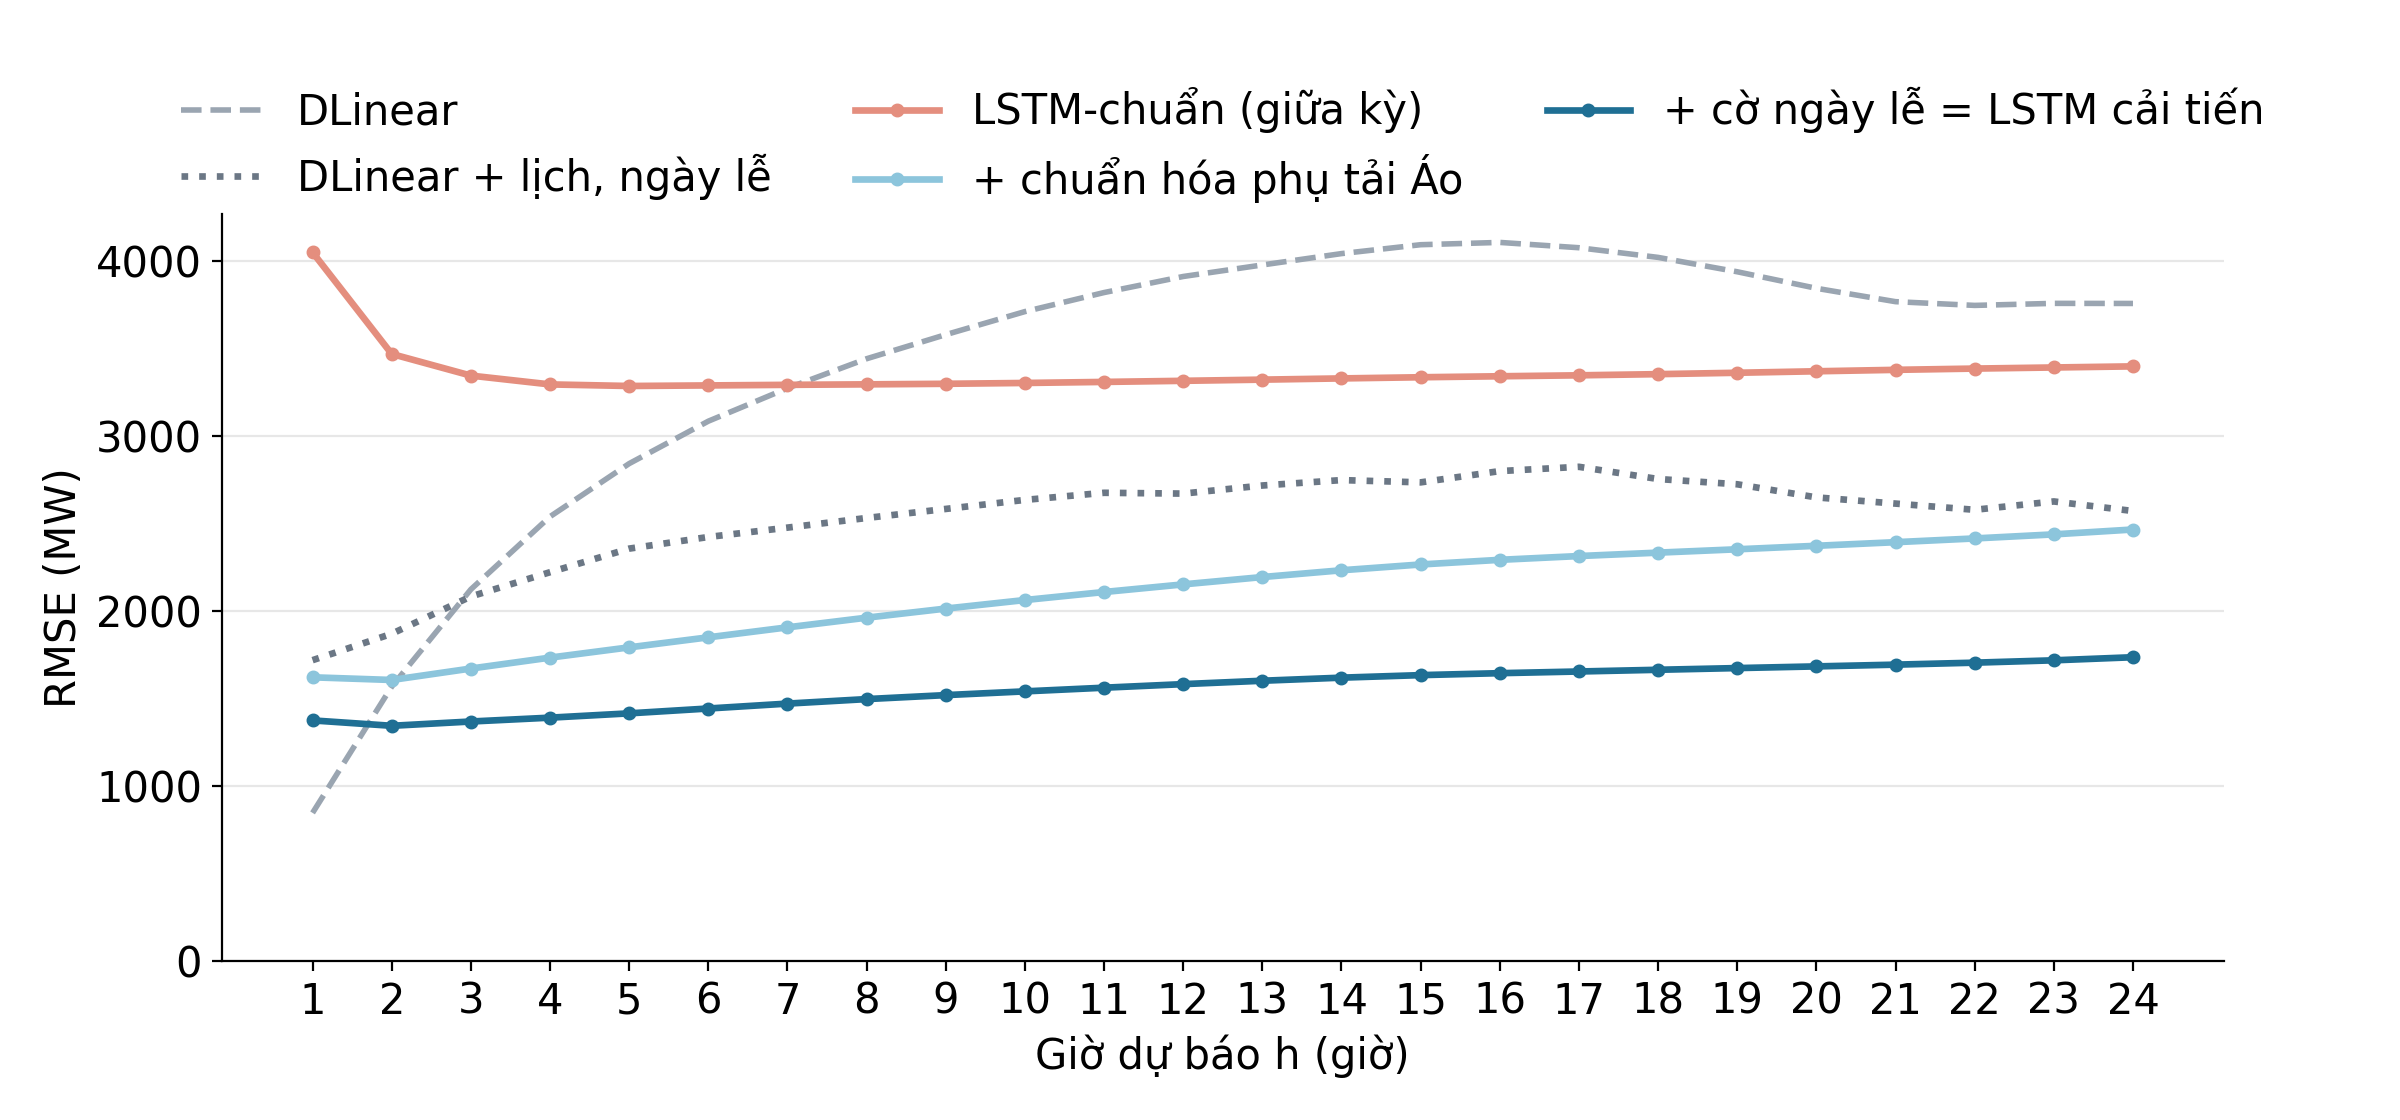 DLinear
DLinear + lịch, ngày lễ
LSTM-chuẩn (giữa kỳ)
+ chuẩn hóa phụ tải Áo
+ cờ ngày lễ = LSTM cải tiến
RMSE (MW)
4000
3000
2000
1000
0
1 2 3 4 5 6 7 8 9 10 11 12 13 14 15 16 17 18 19 20 21 22 23 24
Giờ dự báo h (giờ)